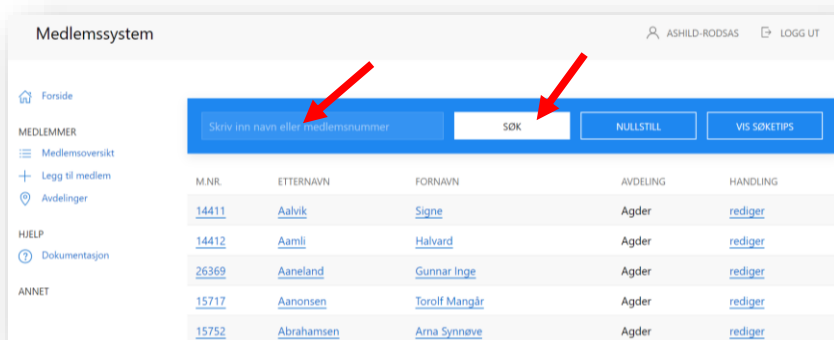 Medlemssystem
ASHILD-RODSAS LOGG UT
Forside
MEDLEMMER
Medlemsoversikt
Legg til medlem
Avdelinger
HJELP
Dokumentasjon
ANNET
Skriv inn navn eller medlemsnummer SØK NULLSTILL VIS SØKETIPS
M.NR. ETTERNAVN FORNAVN AVDELING HANDLING
14411 Aalvik Signe Agder rediger
14412 Aamli Halvard Agder rediger
26369 Aaneland Gunnar Inge Agder rediger
15717 Aanonsen Torolf Mangår Agder rediger
15752 Abrahamsen Arna Synnøve Agder rediger